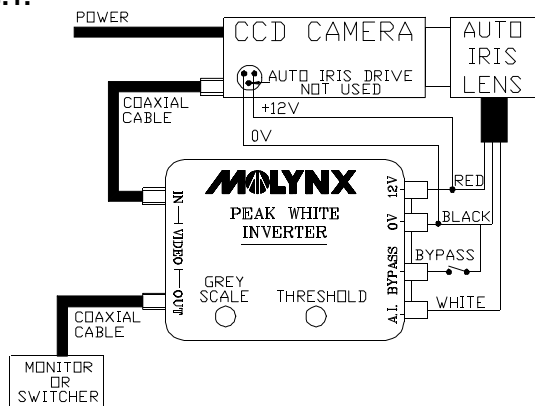 POWER
CCD CAMERA
AUTO
IRIS
LENS
AUTO IRIS DRIVE
NOT USED
COAXIAL
CABLE
+12V
0V
MOLYNX
PEAK WHITE
INVERTER
IN
VIDEO
OUT
GREY
SCALE
THRESHOLD
12V
0V
BYPASS
A.I.
RED
BLACK
BYPASS
WHITE
COAXIAL
CABLE
MONITOR
OR
SWITCHER